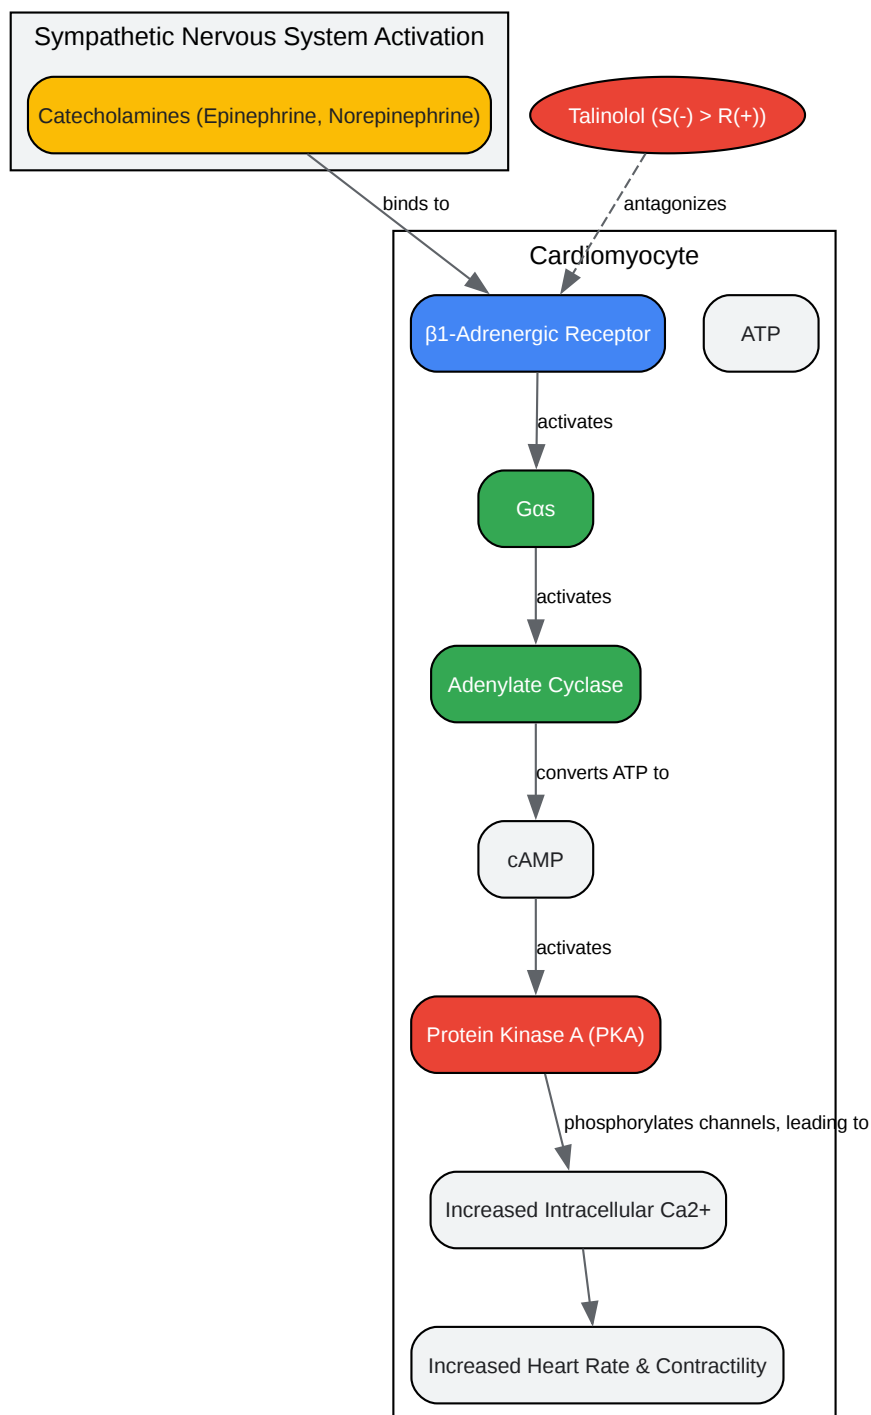 Sympathetic Nervous System Activation
Catecholamines (Epinephrine, Norepinephrine)
Talinolol (S(-) > R(+))
binds to
antagonizes
Cardiomyocyte
β1-Adrenergic Receptor
ATP
activates
Gαs
activates
Adenylate Cyclase
converts ATP to
cAMP
activates
Protein Kinase A (PKA)
phosphorylates channels, leading to
Increased Intracellular Ca2+
Increased Heart Rate & Contractility